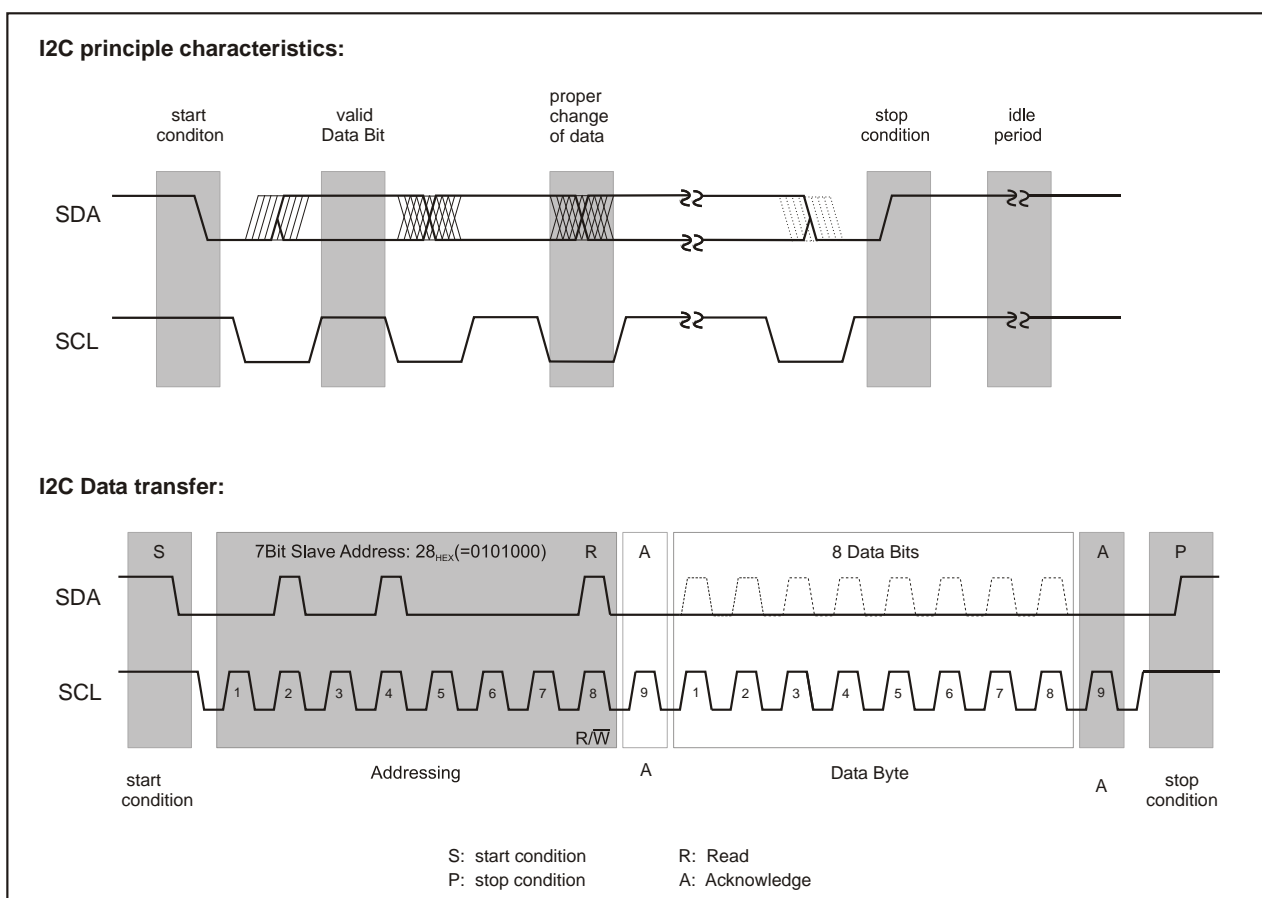 I2C principle characteristics:
start
conditon
valid
Data Bit
proper
change
of data
stop
condition
idle
period
SDA
SCL
I2C Data transfer:
S
7Bit Slave Address: 28HEX(=0101000)
R
A
8 Data Bits
A
P
SDA
SCL
1
2
3
4
5
6
7
8
9
1
2
3
4
5
6
7
8
9
R/W̅
start
condition
Addressing
A
Data Byte
A
stop
condition
S: start condition
R: Read
P: stop condition
A: Acknowledge